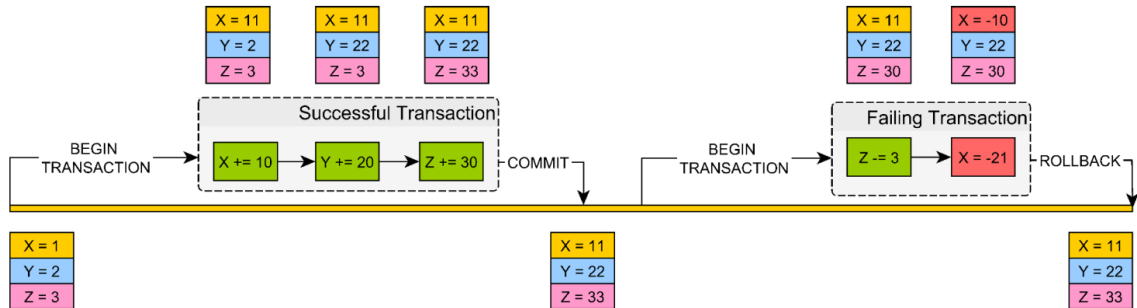 X = 11
Y = 2
Z = 3
X = 11
Y = 22
Z = 3
X = 11
Y = 22
Z = 33
X = 11
Y = 22
Z = 30
X = -10
Y = 22
Z = 30
Successful Transaction
BEGIN
TRANSACTION
X += 10
Y += 20
Z += 30
COMMIT
Failing Transaction
BEGIN
TRANSACTION
Z -= 3
X = -21
ROLLBACK
X = 1
Y = 2
Z = 3
X = 11
Y = 22
Z = 33
X = 11
Y = 22
Z = 33